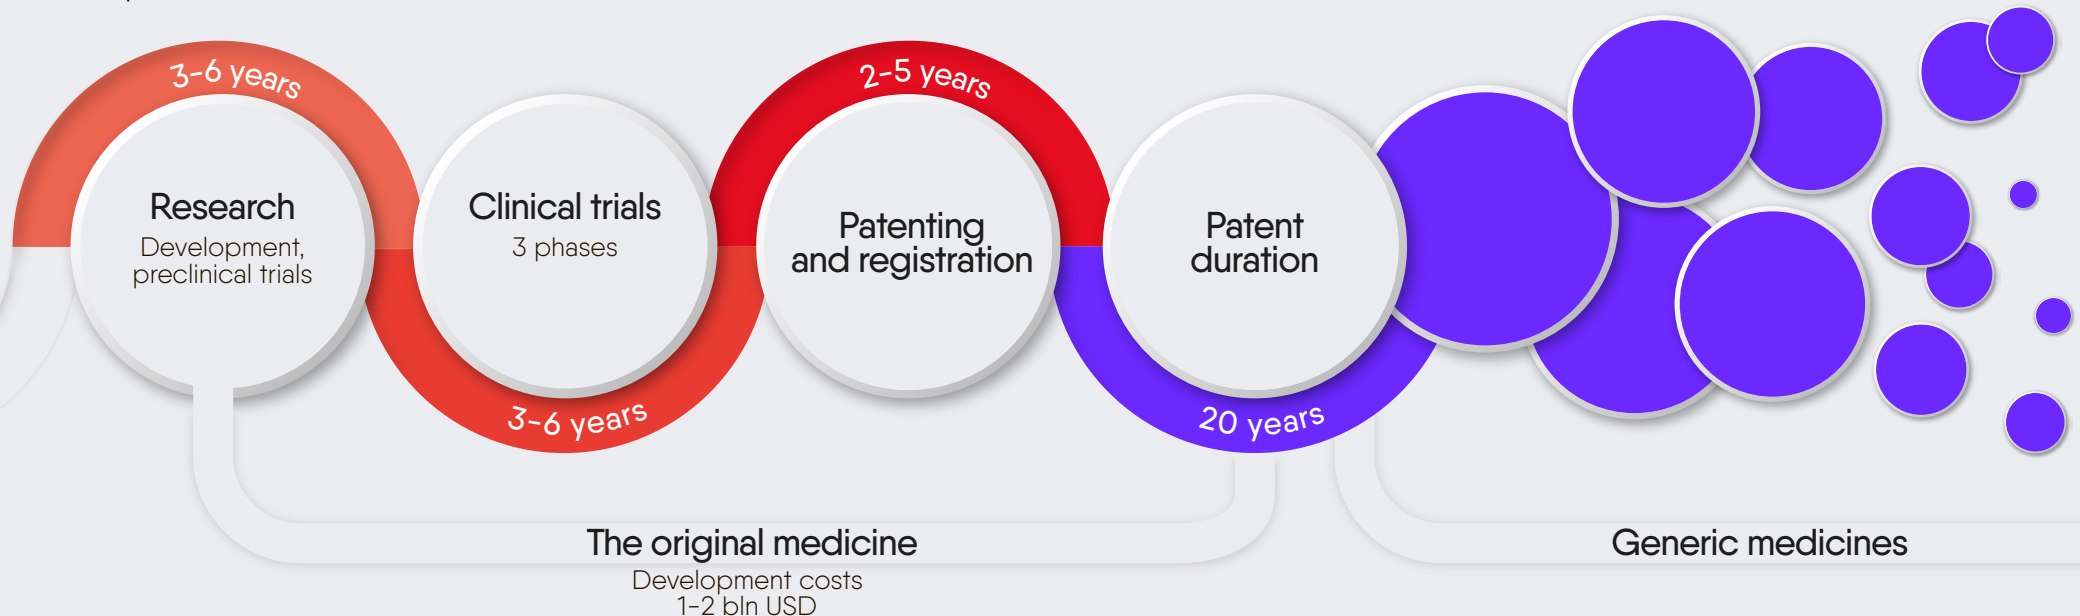 3-6 years
Research
Development,
preclinical trials
Clinical trials
3 phases
3-6 years
2-5 years
Patenting
and registration
Patent
duration
20 years
The original medicine
Development costs
1-2 bln USD
Generic medicines